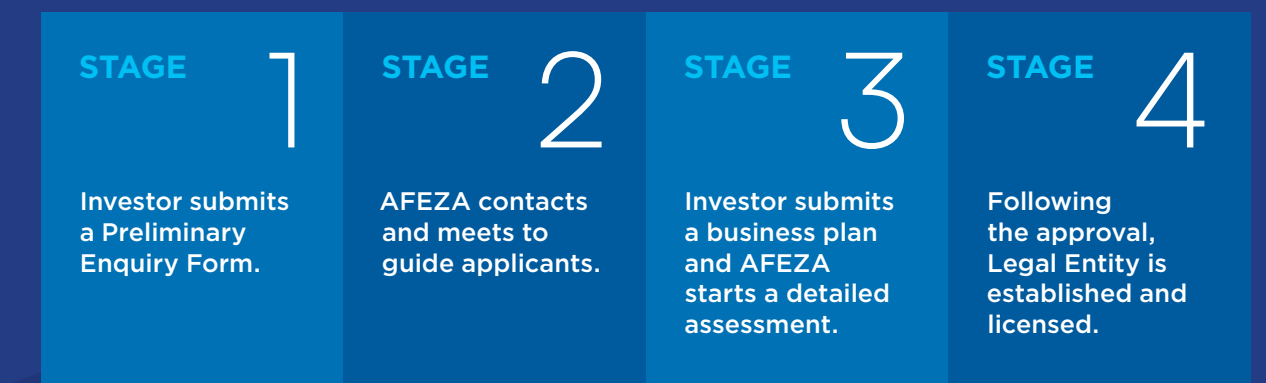 STAGE 1
Investor submits
a Preliminary
Enquiry Form.
STAGE 2
AFEZA contacts
and meets to
guide applicants.
STAGE 3
Investor submits
a business plan
and AFEZA
starts a detailed
assessment.
STAGE 4
Following
the approval,
Legal Entity is
established and
licensed.